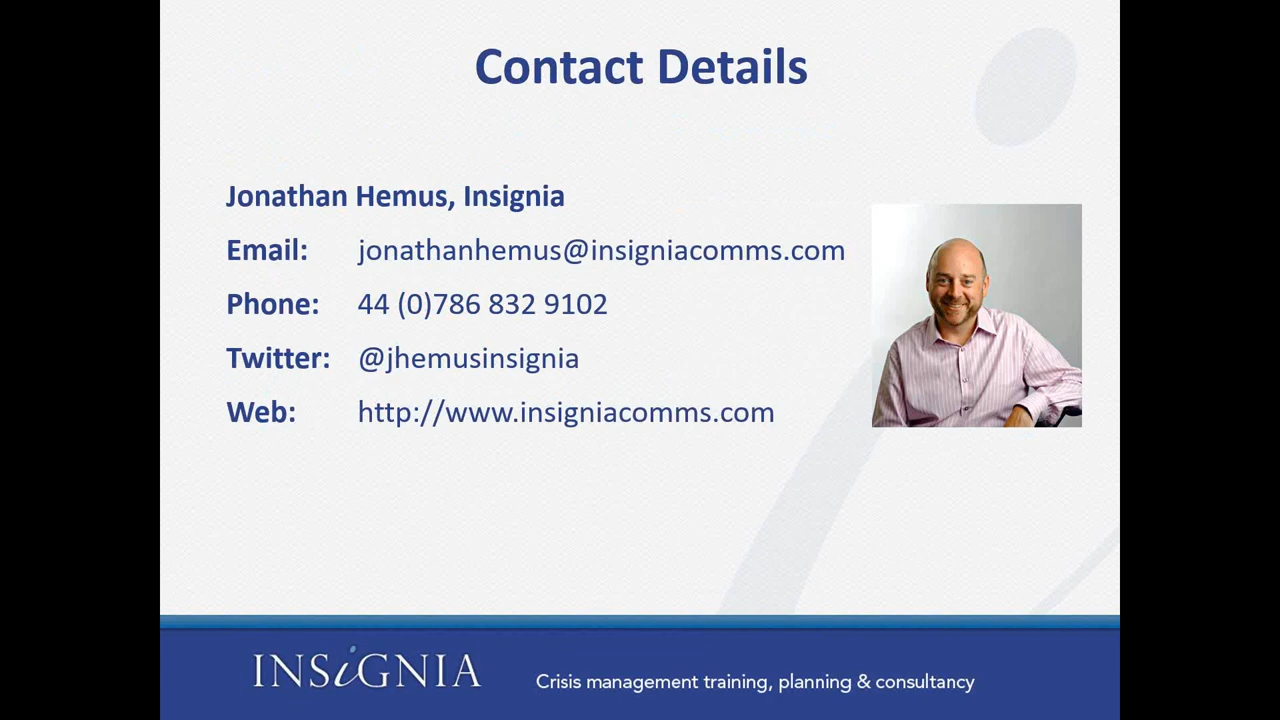 Contact Details
Jonathan Hemus, Insignia
Email: jonathanhemus@insigniacomms.com
Phone: 44 (0)786 832 9102
Twitter: @jhemusinsignia
Web: http://www.insigniacomms.com
INSiGNIA Crisis management training, planning & consultancy